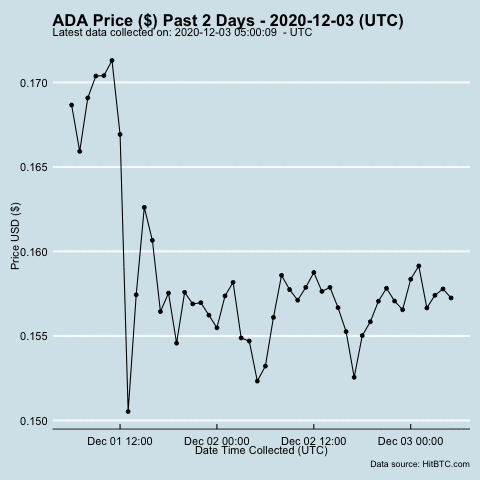 ADA Price ($) Past 2 Days - 2020-12-03 (UTC)
Latest data collected on: 2020-12-03 05:00:09  - UTC
0.170
0.165
0.160
0.155
0.150
Price USD ($)
Dec 01 12:00 Dec 02 00:00 Dec 02 12:00 Dec 03 00:00
Date Time Collected (UTC)
Data source: HitBTC.com